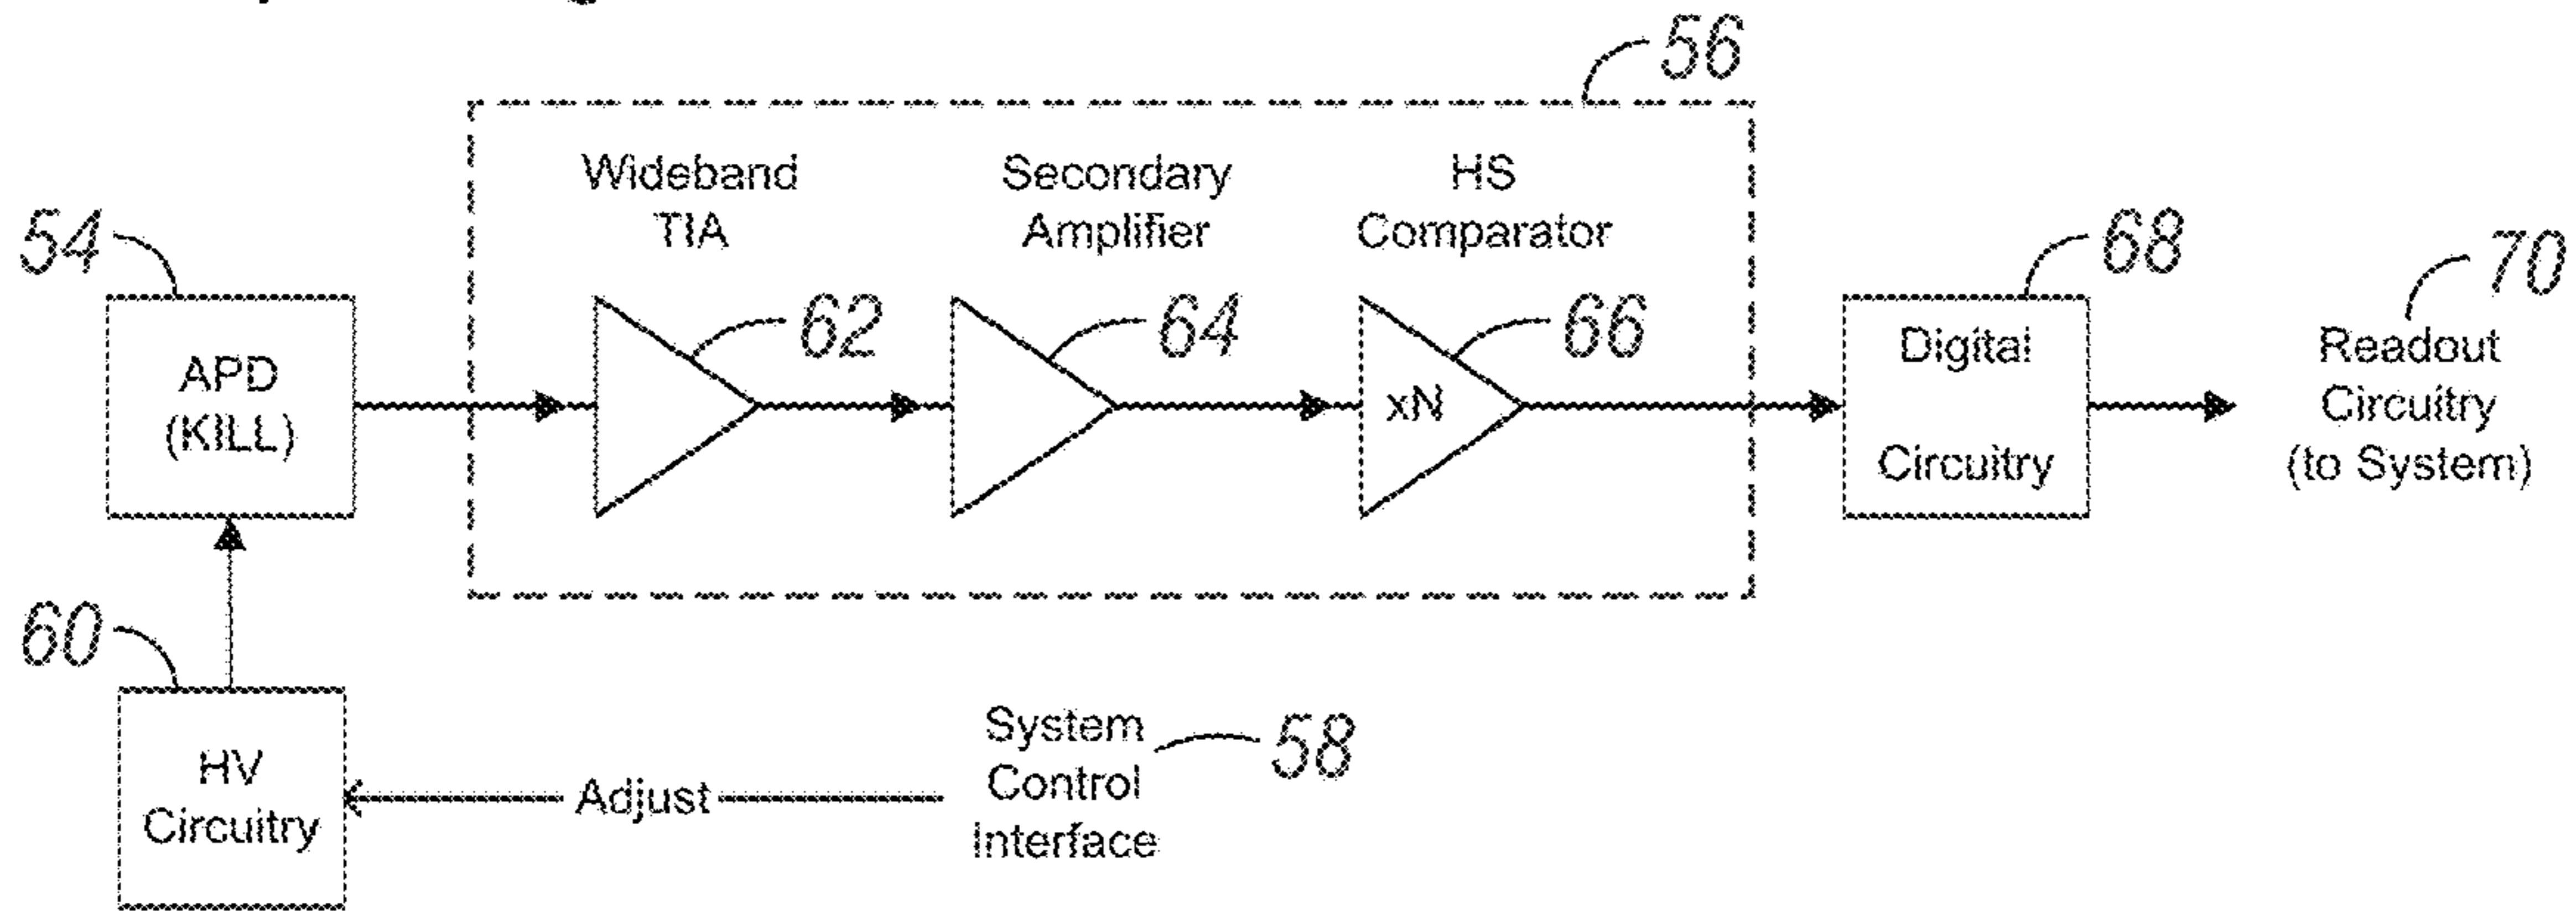 56
Wideband
TIA
Secondary
Amplifier
HS
Comparator
54
68
70
62
64
66
APD
(KILL)
xN
Digital
Circuitry
Readout
Circuitry
(to System)
60
HV
Circuitry
Adjust
System
Control
Interface
58